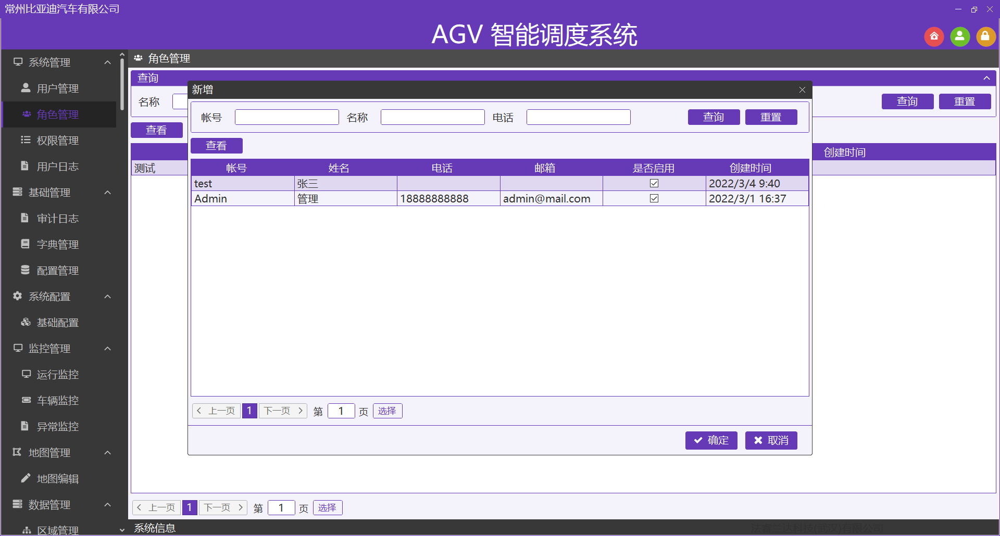 常州比亚迪汽车有限公司
AGV 智能调度系统
系统管理
用户管理
角色管理
权限管理
用户日志
基础管理
审计日志
字典管理
配置管理
系统配置
基础配置
监控管理
运行监控
车辆监控
异常监控
地图管理
地图编辑
数据管理
区域管理
角色管理
查询
名称
查询 重置
查看
创建时间
测试
新增
帐号 名称 电话 查询 重置
查看
帐号 姓名 电话 邮箱 是否启用 创建时间
test 张三 2022/3/4 9:40
Admin 管理 18888888888 admin@mail.com 2022/3/1 16:37
上一页 1 下一页 第 1 页 选择
确定 取消
上一页 1 下一页 第 1 页 选择
系统信息
法睿兰达科技(武汉)有限公司